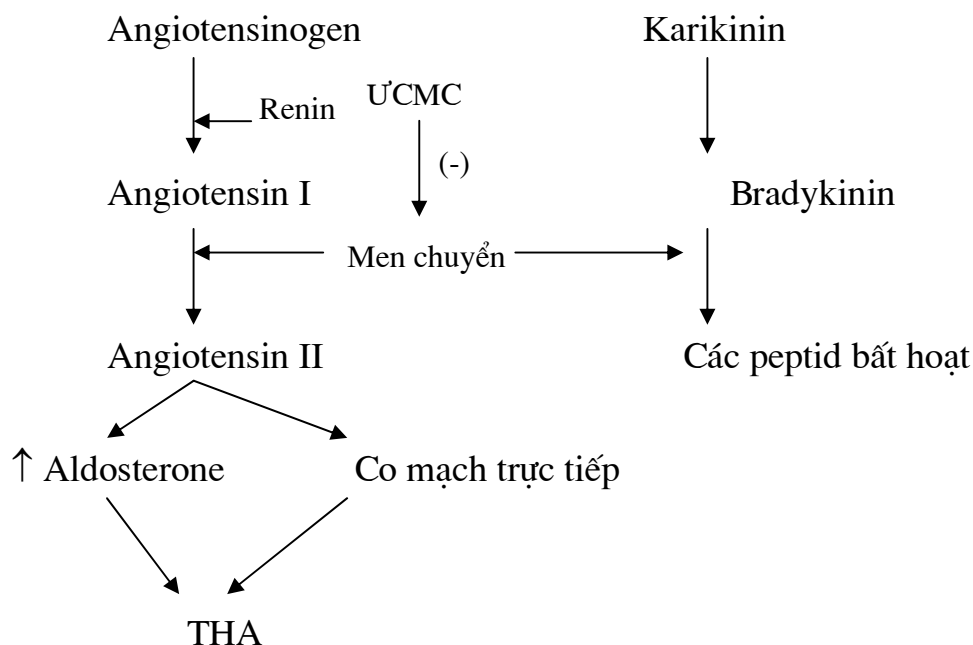 Angiotensinogen
Karikinin
Renin
ƯCMC
(-)
Angiotensin I
Bradykinin
Men chuyển
Angiotensin II
Các peptid bất hoạt
↑ Aldosterone
Co mạch trực tiếp
THA